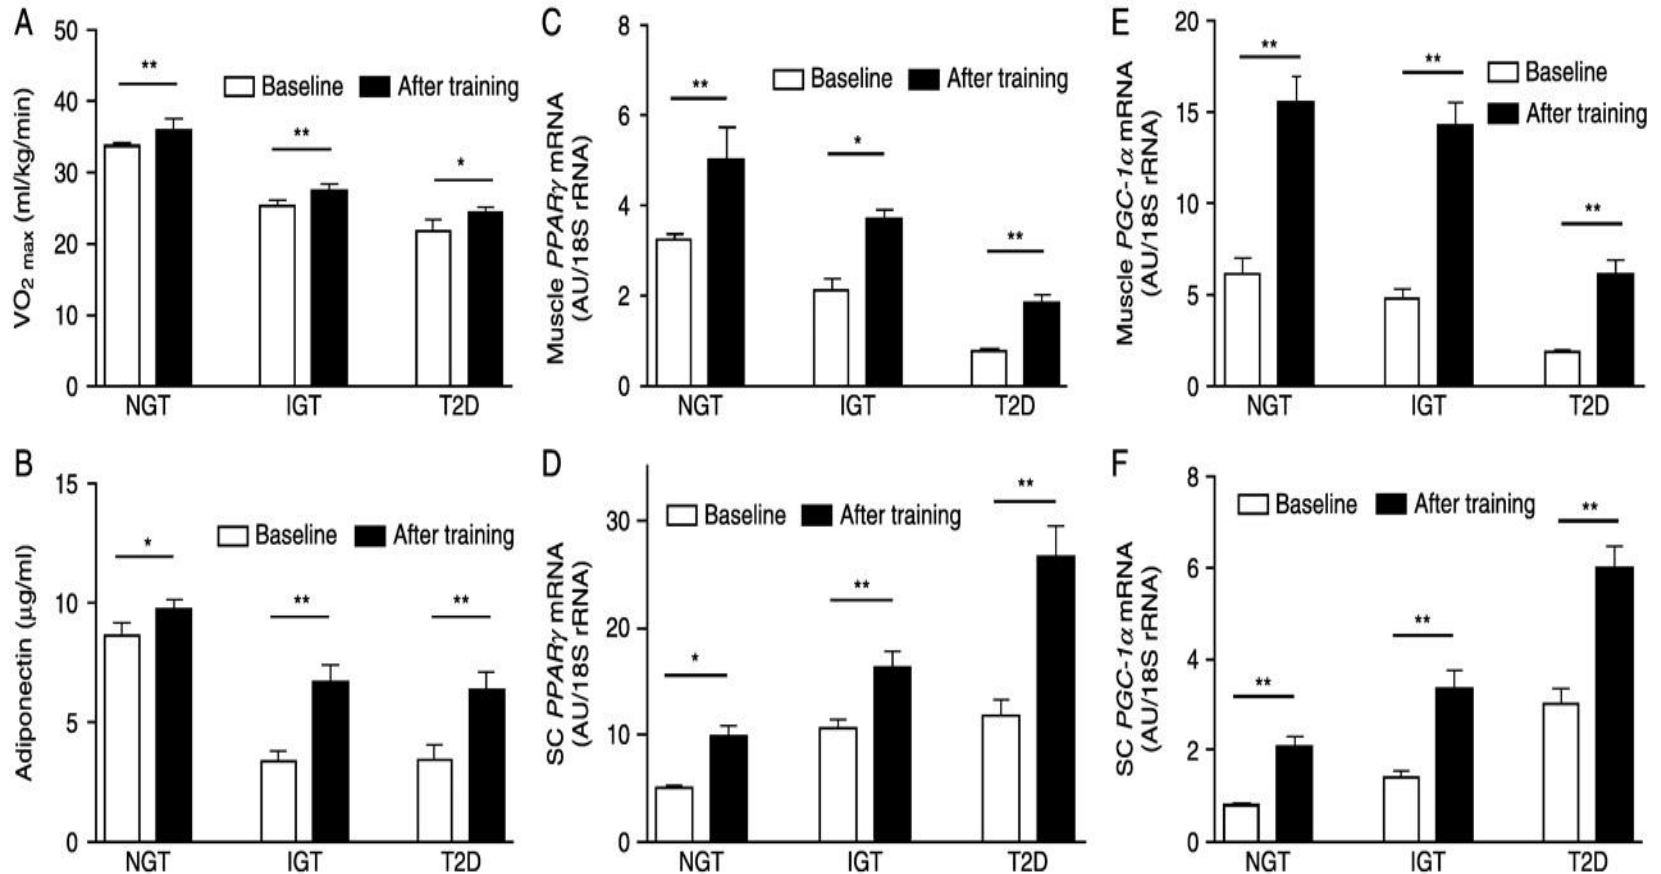 A
50
40
30
20
10
0
VO2 max (ml/kg/min)
**
**
*
Baseline After training
NGT IGT T2D
C
8
6
4
2
0
Muscle PPARγ mRNA
(AU/18S rRNA)
**
*
**
Baseline After training
NGT IGT T2D
E
20
15
10
5
0
Muscle PGC-1α mRNA
(AU/18S rRNA)
**
**
**
Baseline
After training
NGT IGT T2D
B
15
10
5
0
Adiponectin (μg/ml)
*
**
**
Baseline After training
NGT IGT T2D
D
30
20
10
0
SC PPARγ mRNA
(AU/18S rRNA)
*
**
**
Baseline After training
NGT IGT T2D
F
8
6
4
2
0
SC PGC-1α mRNA
(AU/18S rRNA)
**
**
**
Baseline After training
NGT IGT T2D